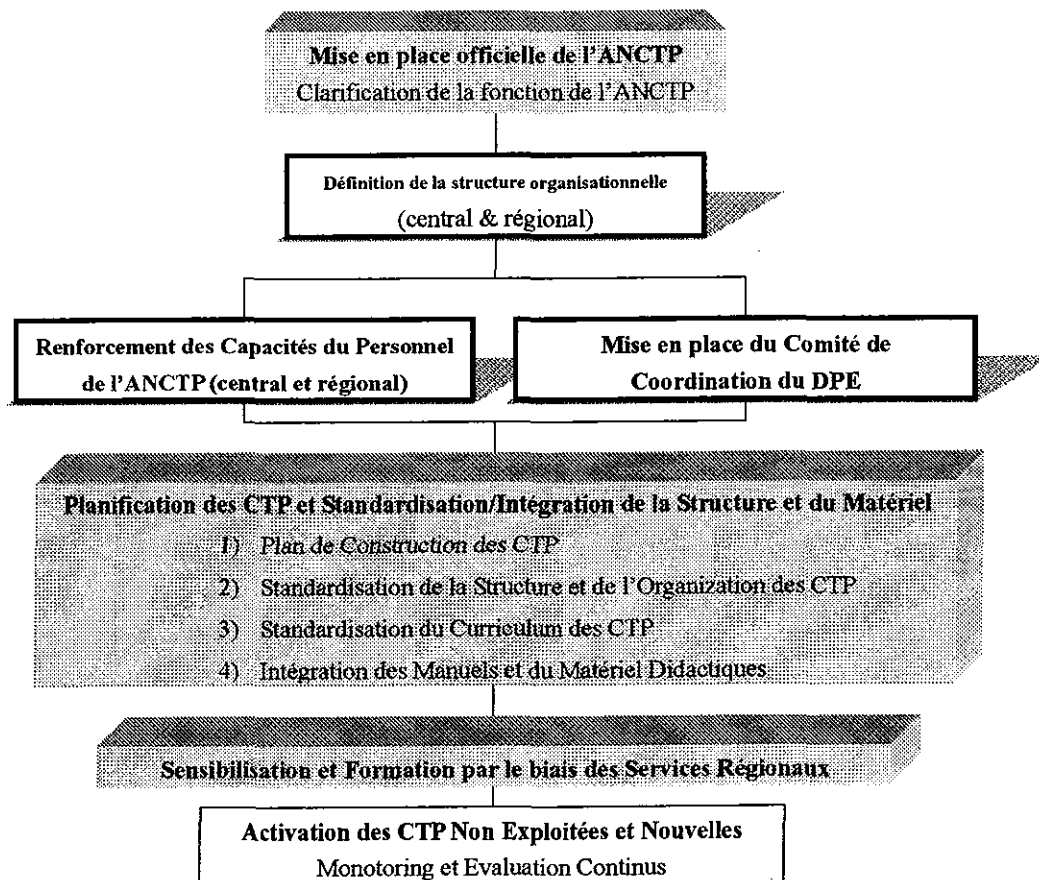 Mise en place officielle de l'ANCTP
Clarification de la fonction de l'ANCTP
Définition de la structure organisationnelle
(central & régional)
Renforcement des Capacités du Personnel
de l'ANCTP (central et régional)
Mise en place du Comité de
Coordination du DPE
Planification des CTP et Standardisation/Intégration de la Structure et du Matériel
1) Plan de Construction des CTP
2) Standardisation de la Structure et de l'Organization des CTP
3) Standardisation du Curriculum des CTP
4) Intégration des Manuels et du Matériel Didactiques
Sensibilisation et Formation par le biais des Services Régionaux
Activation des CTP Non Exploitées et Nouvelles
Monotoring et Evaluation Continus